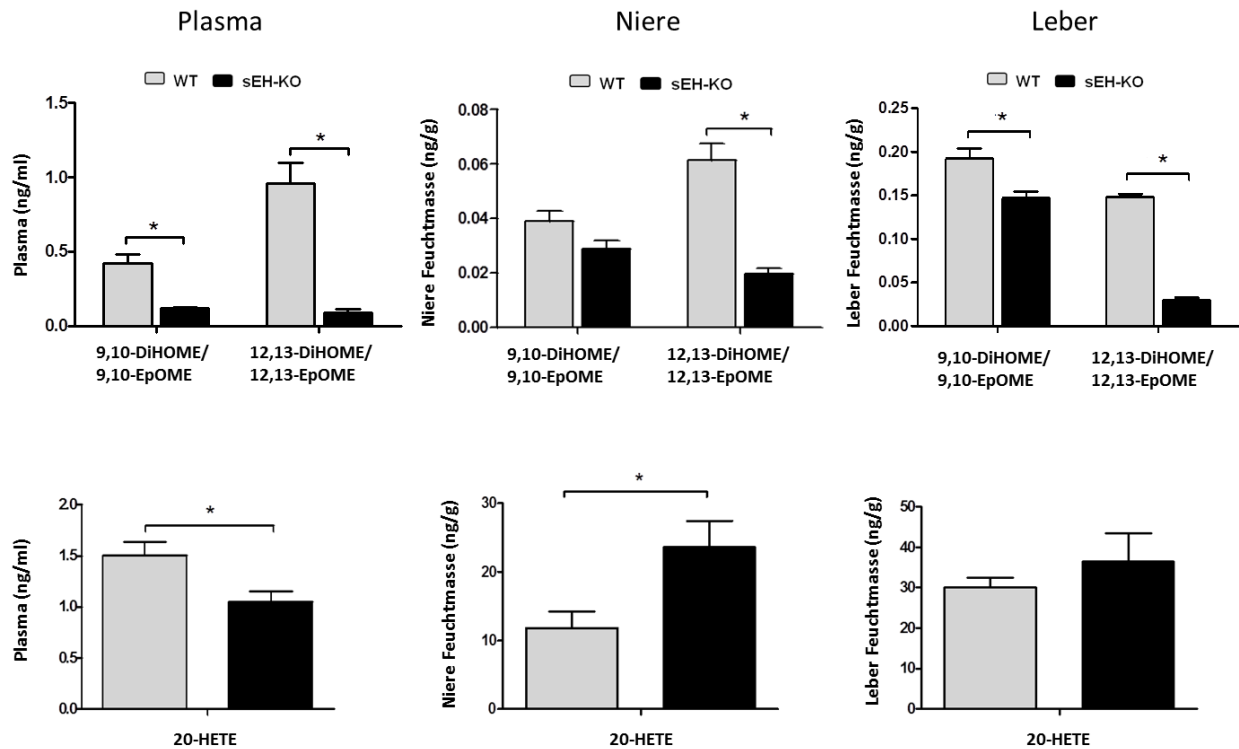 Plasma
Niere
Leber
WT sEH-KO
Plasma (ng/ml)
1.5
1.0
0.5
0.0
*
*
9,10-DiHOME/
9,10-EpOME
12,13-DiHOME/
12,13-EpOME
WT sEH-KO
Niere Feuchtmasse (ng/g)
0.08
0.06
0.04
0.02
0.00
*
9,10-DiHOME/
9,10-EpOME
12,13-DiHOME/
12,13-EpOME
WT sEH-KO
Leber Feuchtmasse (ng/g)
0.25
0.20
0.15
0.10
0.05
0.00
*
*
9,10-DiHOME/
9,10-EpOME
12,13-DiHOME/
12,13-EpOME
Plasma (ng/ml)
2.0
1.5
1.0
0.5
0.0
*
20-HETE
Niere Feuchtmasse (ng/g)
30
20
10
0
*
20-HETE
Leber Feuchtmasse (ng/g)
50
40
30
20
10
0
20-HETE